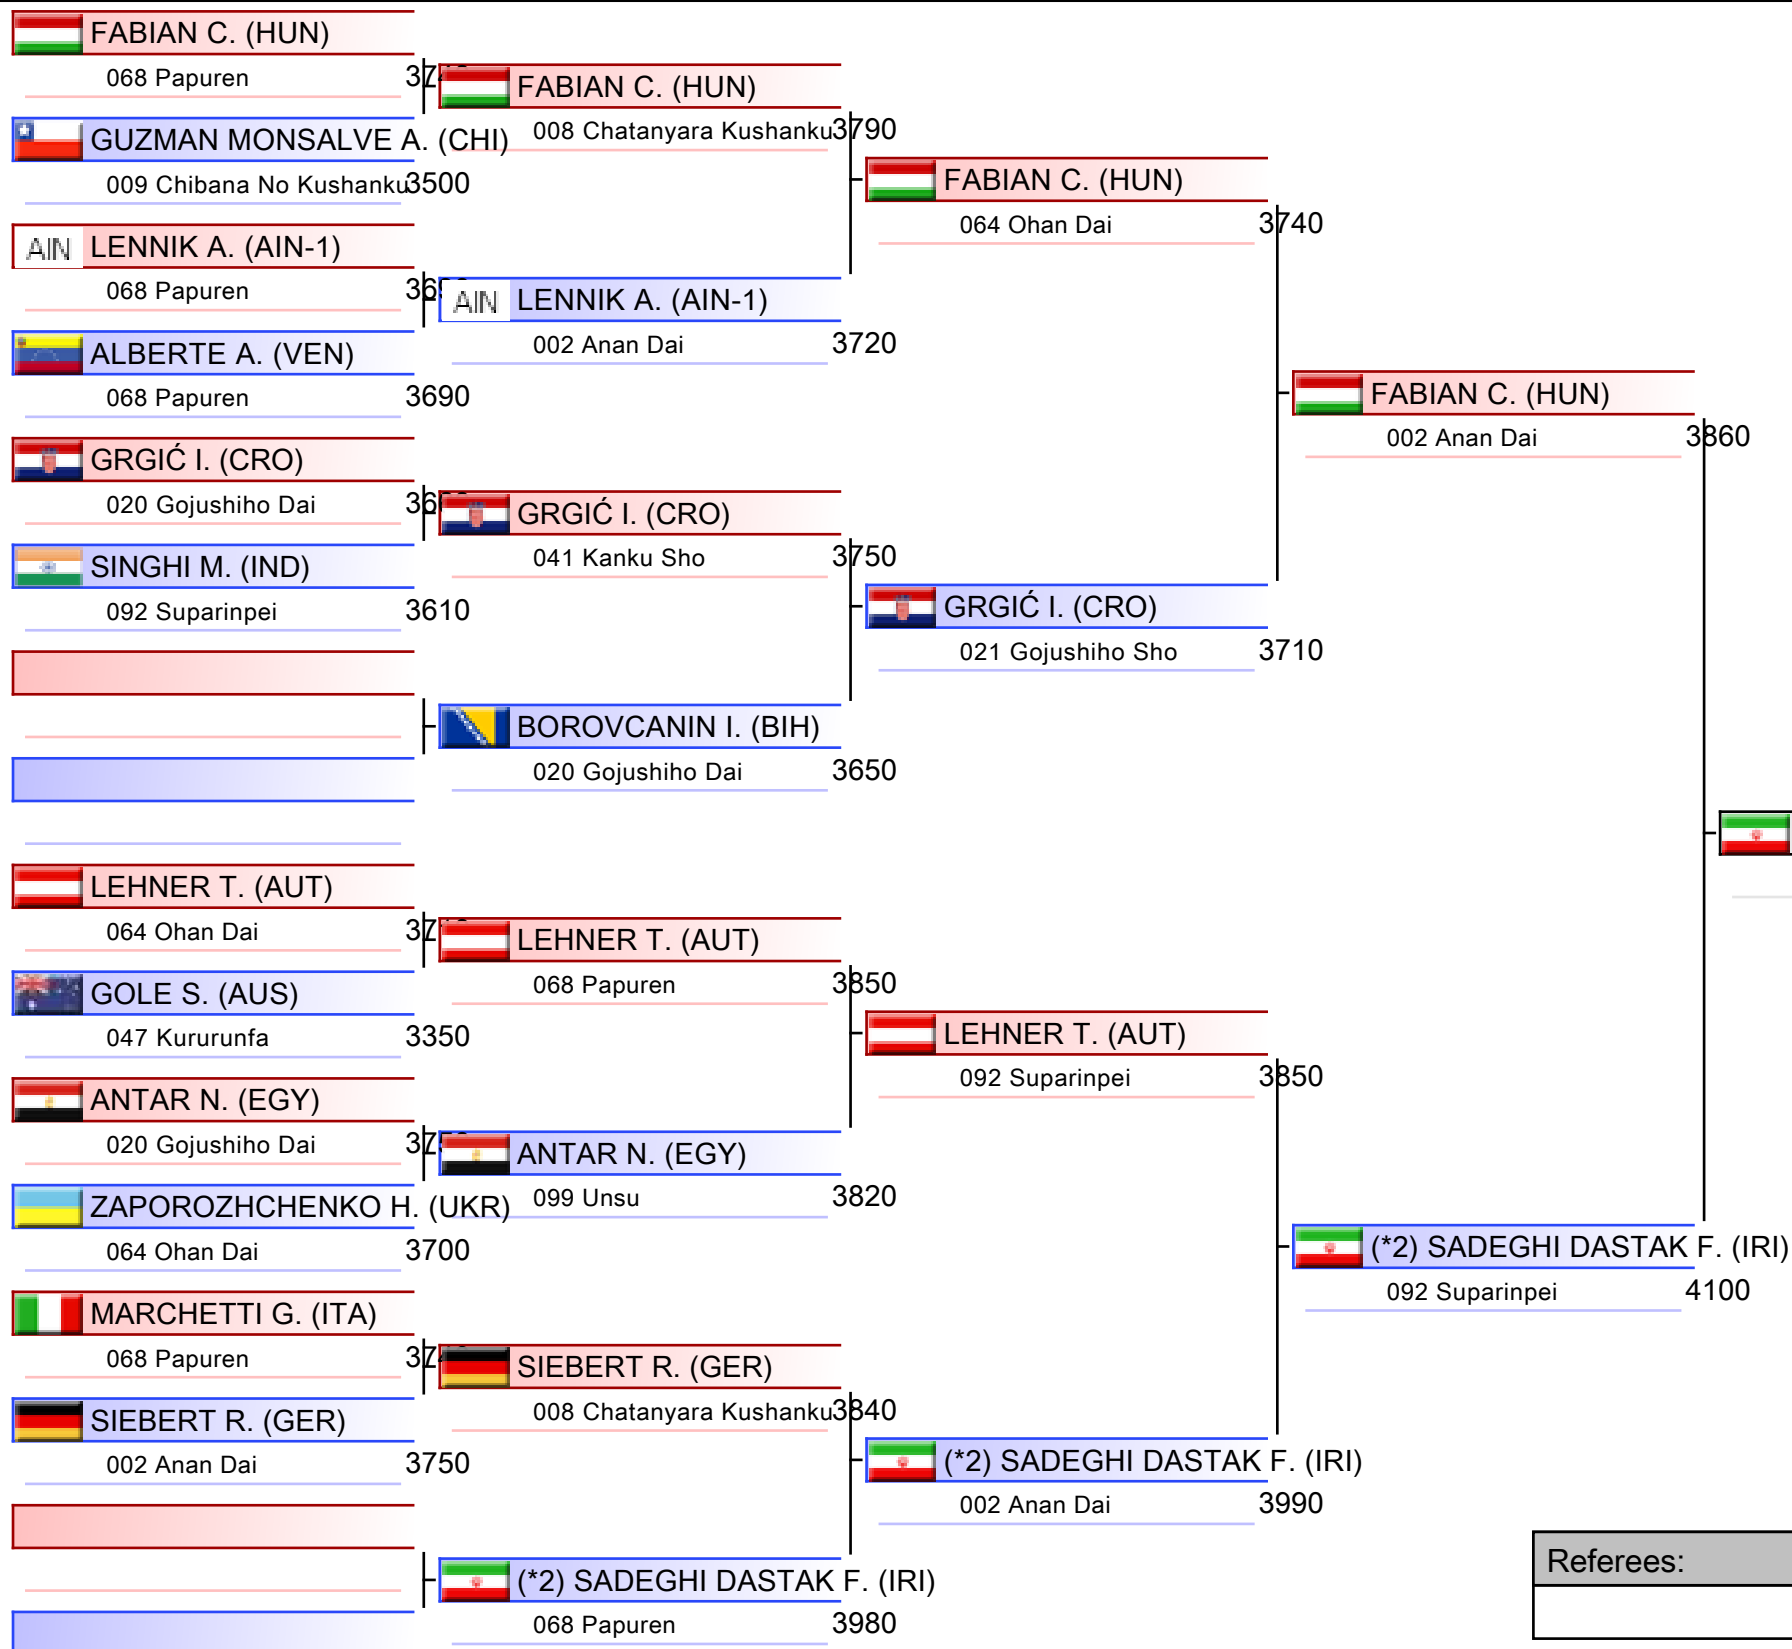 FABIAN C. (HUN)
068 Papuren
GUZMAN MONSALVE A. (CHI)
009 Chibana No Kushanku 3500
AIN LENNIK A. (AIN-1)
068 Papuren
ALBERTE A. (VEN)
068 Papuren 3690
GRGIĆ I. (CRO)
020 Gojushiho Dai
SINGHI M. (IND)
092 Suparinpei 3610
LEHNER T. (AUT)
064 Ohan Dai
GOLE S. (AUS)
047 Kururunfa 3350
ANTAR N. (EGY)
020 Gojushiho Dai
ZAPOROZHCHENKO H. (UKR)
064 Ohan Dai 3700
MARCHETTI G. (ITA)
068 Papuren
SIEBERT R. (GER)
002 Anan Dai 3750
FABIAN C. (HUN)
008 Chatanyara Kushanku 3790
AIN LENNIK A. (AIN-1)
002 Anan Dai 3720
GRGIĆ I. (CRO)
041 Kanku Sho 3750
BOROVCANIN I. (BIH)
020 Gojushiho Dai 3650
LEHNER T. (AUT)
068 Papuren 3850
ANTAR N. (EGY)
099 Unsu 3820
SIEBERT R. (GER)
008 Chatanyara Kushanku 3840
(*2) SADEGHI DASTAK F. (IRI)
068 Papuren 3980
FABIAN C. (HUN)
064 Ohan Dai 3740
GRGIĆ I. (CRO)
021 Gojushiho Sho 3710
LEHNER T. (AUT)
092 Suparinpei 3850
(*2) SADEGHI DASTAK F. (IRI)
002 Anan Dai 3990
FABIAN C. (HUN)
002 Anan Dai 3860
(*2) SADEGHI DASTAK F. (IRI)
092 Suparinpei 4100
Referees: